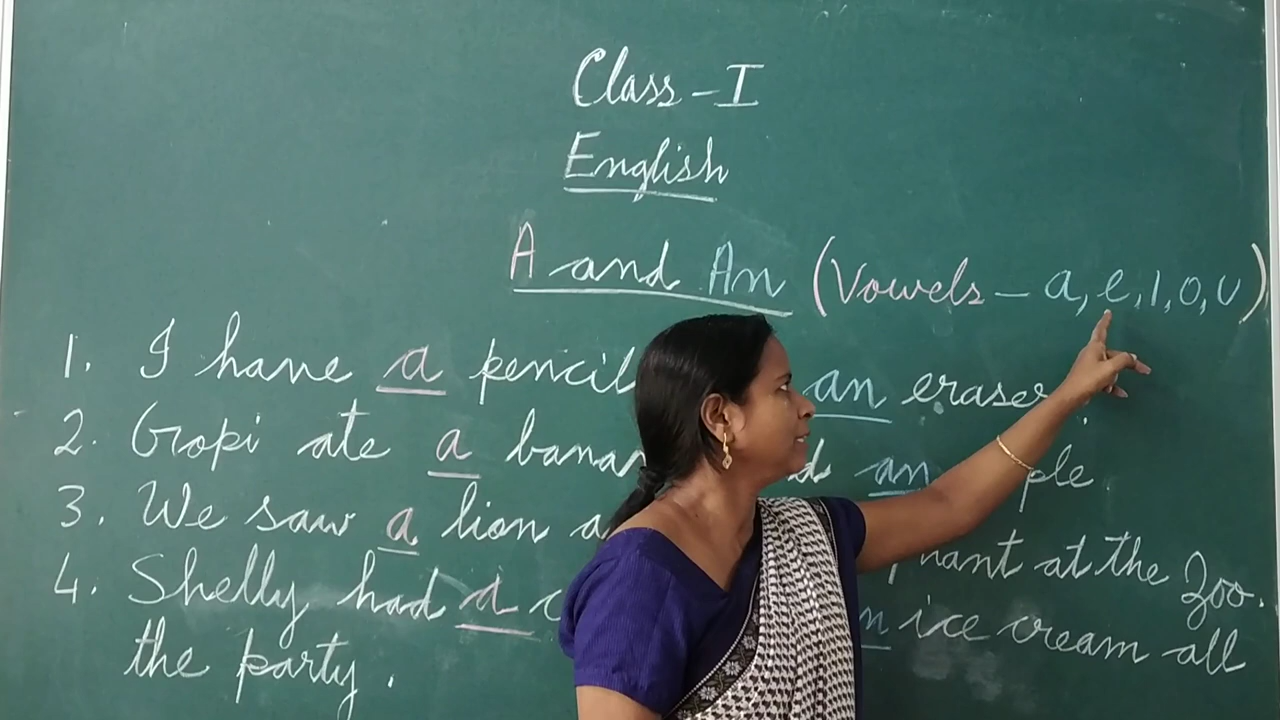 Class - I
English
A and An (Vowels - a, e, I, O, U)
1. I have a pencil an eraser
2. Gopi ate a an
3. We saw a lion at the Zoo.
4. Shelly had a ice cream all
the party.